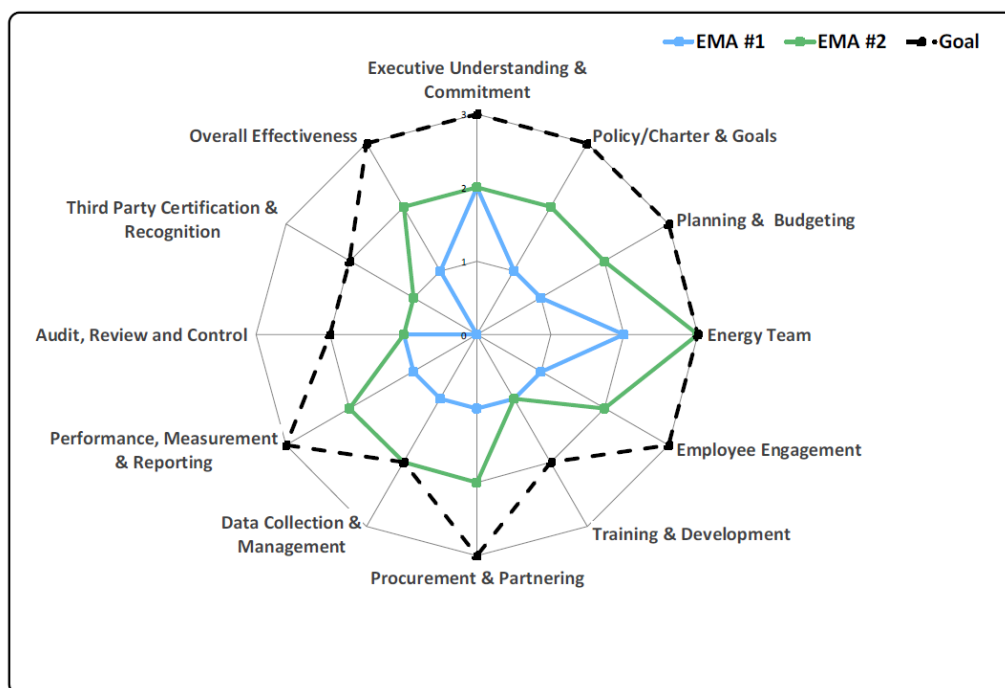 EMA #1 EMA #2 Goal
Executive Understanding &
Commitment
Overall Effectiveness
Policy/Charter & Goals
Third Party Certification &
Recognition
Planning & Budgeting
Audit, Review and Control
Energy Team
Performance, Measurement
& Reporting
Employee Engagement
Data Collection &
Management
Training & Development
Procurement & Partnering
3
2
1
0